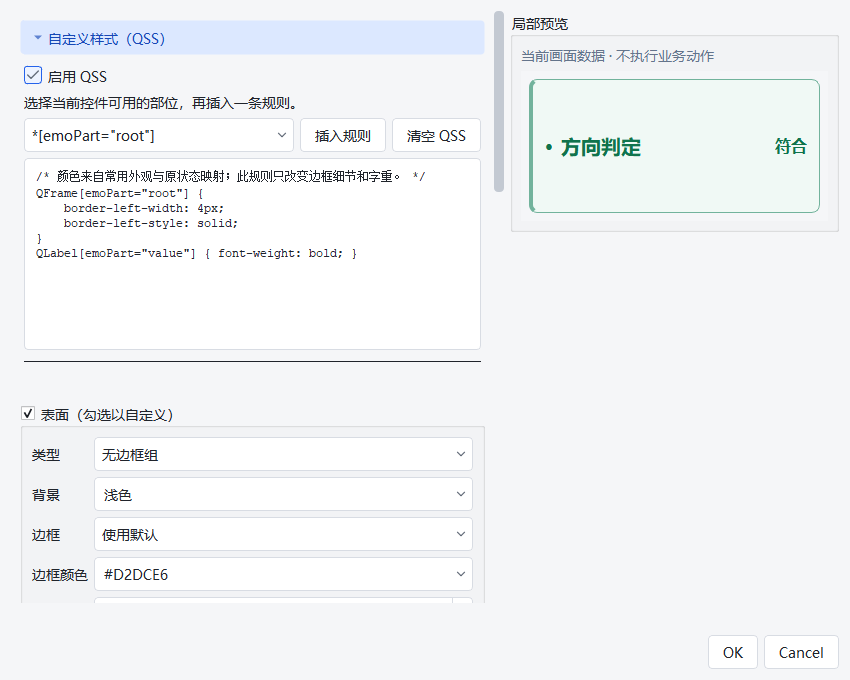 自定义样式（QSS）
启用 QSS
选择当前控件可用的部位，再插入一条规则。
*[emoPart="root"]
插入规则
清空 QSS
/* 颜色来自常用外观与原状态映射；此规则只改变边框细节和字重。 */
QFrame[emoPart="root"] {
    border-left-width: 4px;
    border-left-style: solid;
}
QLabel[emoPart="value"] { font-weight: bold; }
表面（勾选以自定义）
类型
无边框组
背景
浅色
边框
使用默认
边框颜色
#D2DCE6
局部预览
当前画面数据 · 不执行业务动作
• 方向判定
符合
OK
Cancel